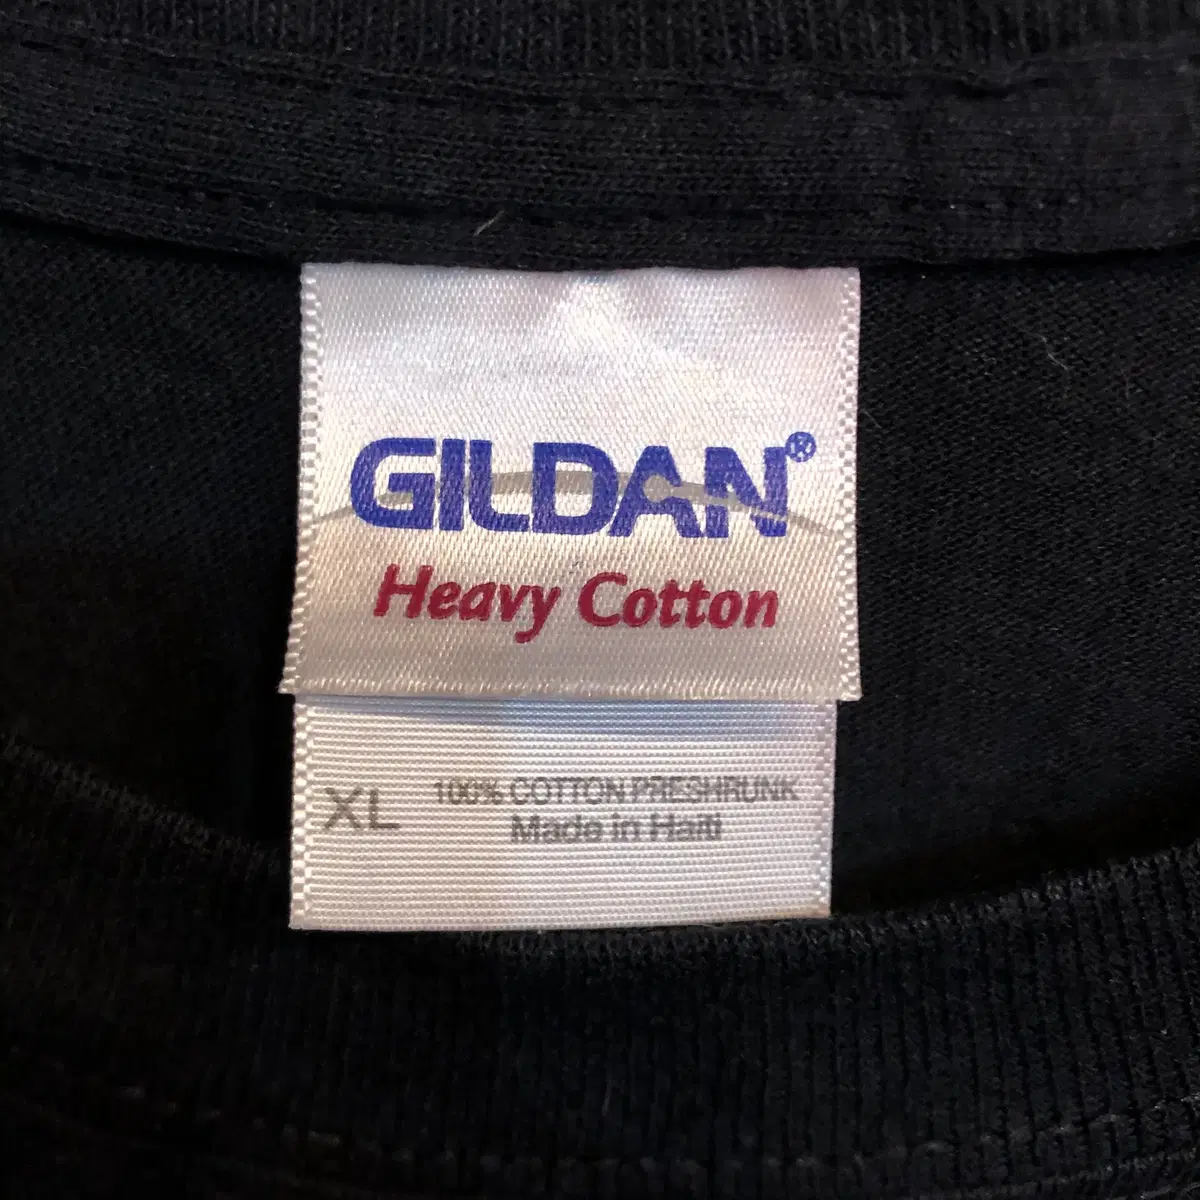 GILDAN®
Heavy Cotton
XL
100% COTTON PRESHRUNK
Made in Haiti